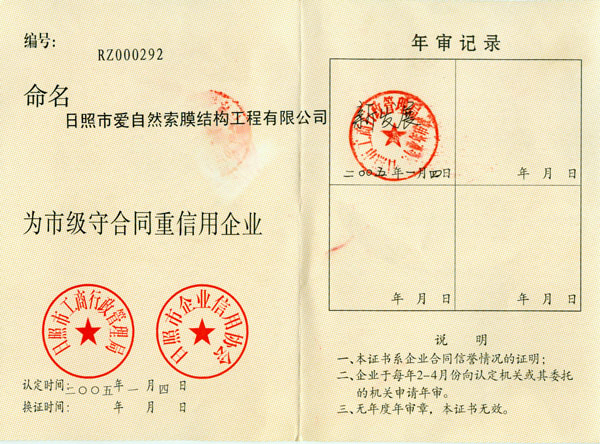 编号:
RZ000292
命名
日照市爱自然索膜结构工程有限公司
为市级守合同重信用企业
日照市工商行政管理局
日照市企业信用协会
认定时间:二〇〇五年一月四日
换证时间: 年 月 日
年审记录
新发展
二〇〇五年一月四日
年 月 日
年 月 日
年 月 日
说 明
一、本证书系企业合同信誉情况的证明;
二、企业于每年2-4月份向认定机关或其委托
的机关申请年审。
三、无年度年审章，本证书无效。